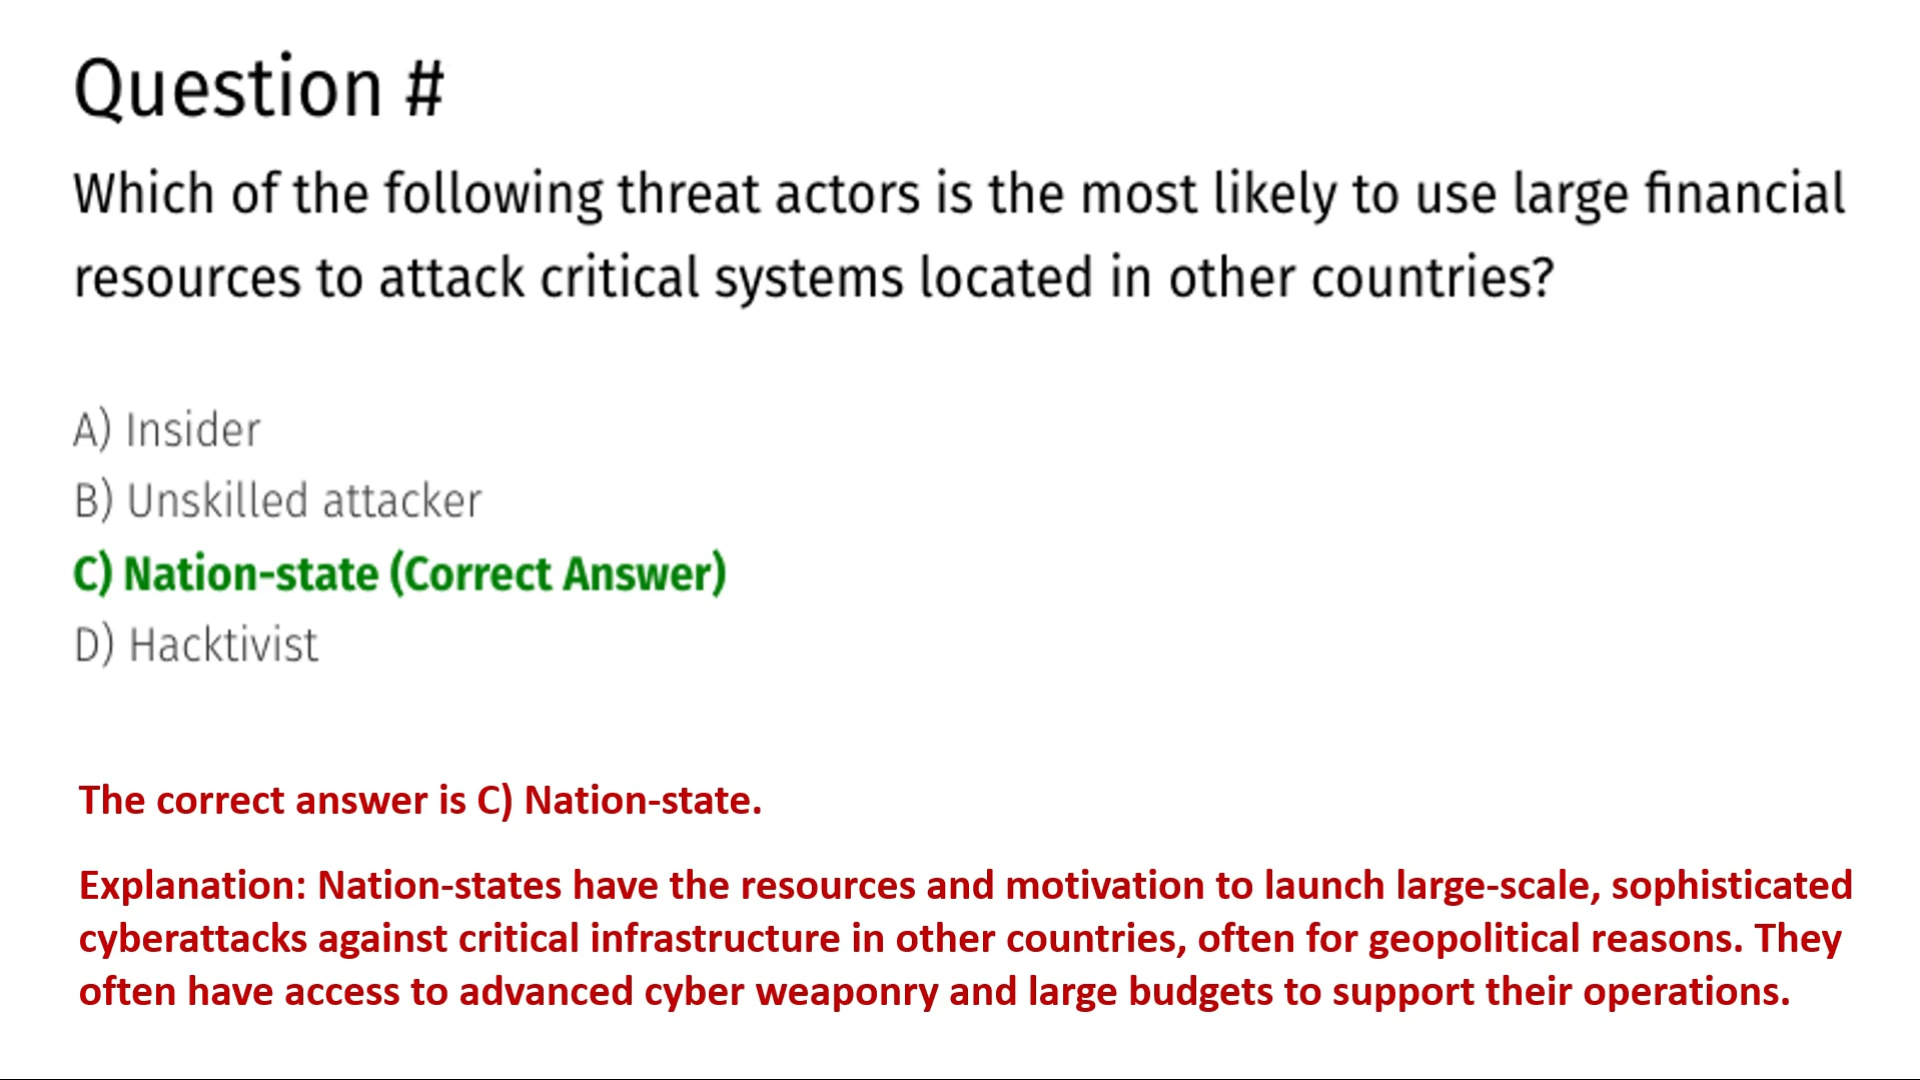 Question #
Which of the following threat actors is the most likely to use large financial
resources to attack critical systems located in other countries?
A) Insider
B) Unskilled attacker
C) Nation-state (Correct Answer)
D) Hacktivist
The correct answer is C) Nation-state.
Explanation: Nation-states have the resources and motivation to launch large-scale, sophisticated
cyberattacks against critical infrastructure in other countries, often for geopolitical reasons. They
often have access to advanced cyber weaponry and large budgets to support their operations.